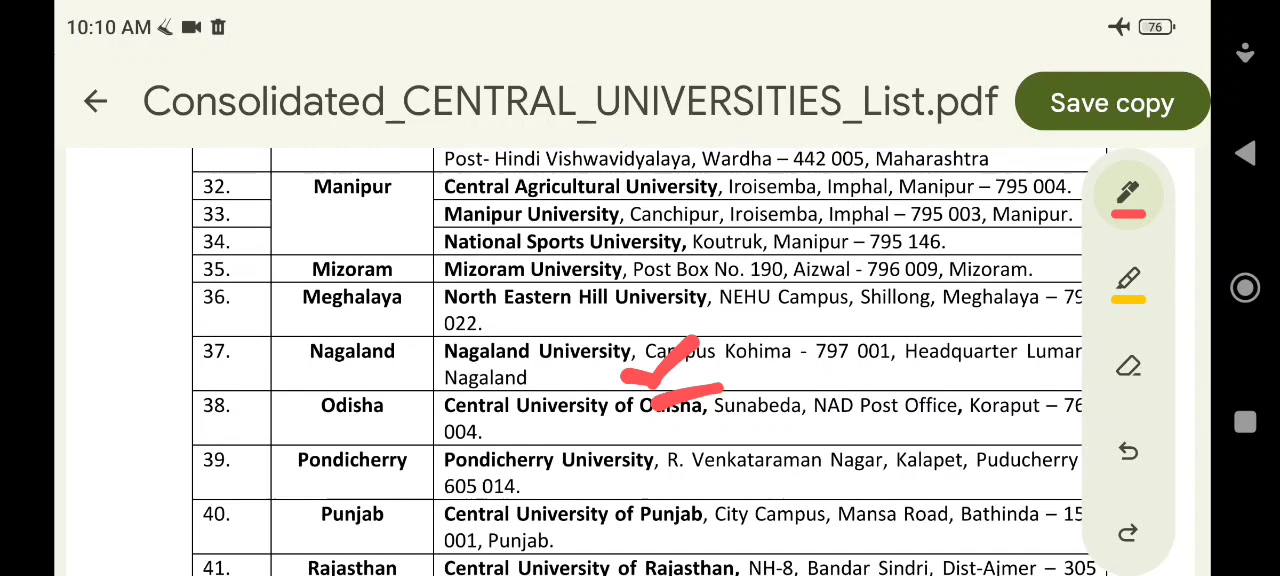 10:10 AM
76
Consolidated_CENTRAL_UNIVERSITIES_List.pdf
Save copy
Post- Hindi Vishwavidyalaya, Wardha – 442 005, Maharashtra
32. Manipur Central Agricultural University, Iroisemba, Imphal, Manipur – 795 004.
33. Manipur University, Canchipur, Iroisemba, Imphal – 795 003, Manipur.
34. National Sports University, Koutruk, Manipur – 795 146.
35. Mizoram Mizoram University, Post Box No. 190, Aizwal - 796 009, Mizoram.
36. Meghalaya North Eastern Hill University, NEHU Campus, Shillong, Meghalaya – 79
022.
37. Nagaland Nagaland University, Campus Kohima - 797 001, Headquarter Lumar
Nagaland
38. Odisha Central University of Odisha, Sunabeda, NAD Post Office, Koraput – 76
004.
39. Pondicherry Pondicherry University, R. Venkataraman Nagar, Kalapet, Puducherry
605 014.
40. Punjab Central University of Punjab, City Campus, Mansa Road, Bathinda – 15
001, Punjab.
41. Rajasthan Central University of Rajasthan, NH-8, Bandar Sindri, Dist-Ajmer – 305